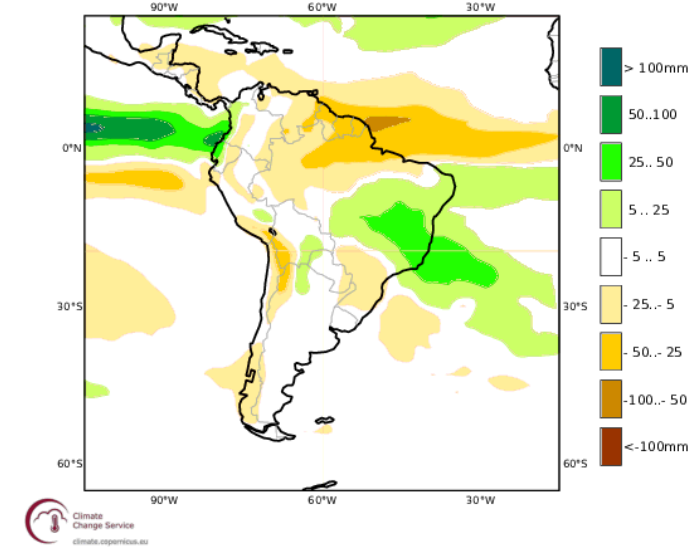 90°W 60°W 30°W
0°N 0°N
30°S 30°S
60°S 60°S
90°W 60°W 30°W
> 100mm
50..100
25.. 50
5 .. 25
- 5 .. 5
- 25..- 5
- 50..- 25
-100..- 50
<-100mm
Climate
Change Service
climate.copernicus.eu